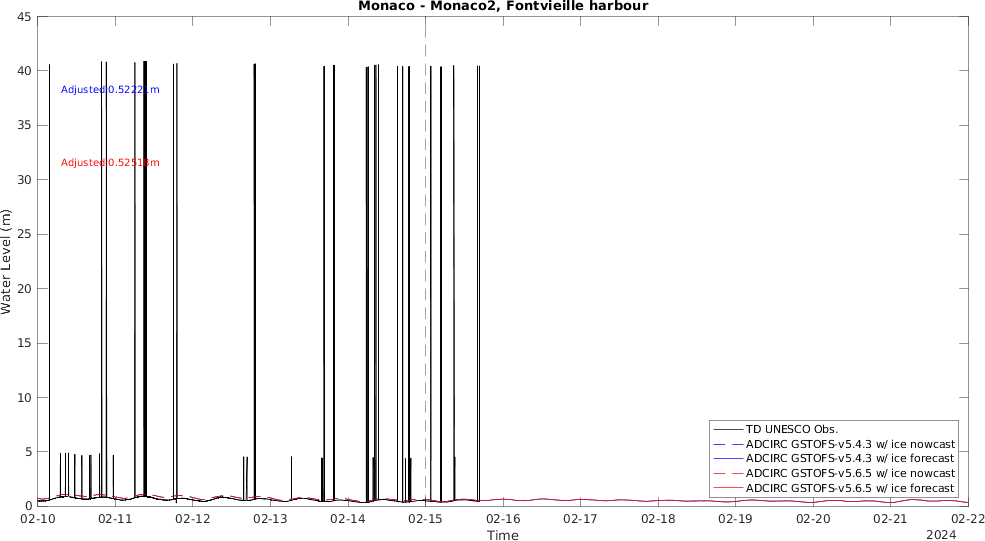 Monaco - Monaco2, Fontvieille harbour
45
40
35
30
25
20
15
10
5
0
Water Level (m)
Adjusted 0.52221m
Adjusted 0.52513m
TD UNESCO Obs.
ADCIRC GSTOFS-v5.4.3 w/ ice nowcast
ADCIRC GSTOFS-v5.4.3 w/ ice forecast
ADCIRC GSTOFS-v5.6.5 w/ ice nowcast
ADCIRC GSTOFS-v5.6.5 w/ ice forecast
02-10 02-11 02-12 02-13 02-14 02-15 02-16 02-17 02-18 02-19 02-20 02-21 02-22
Time
2024